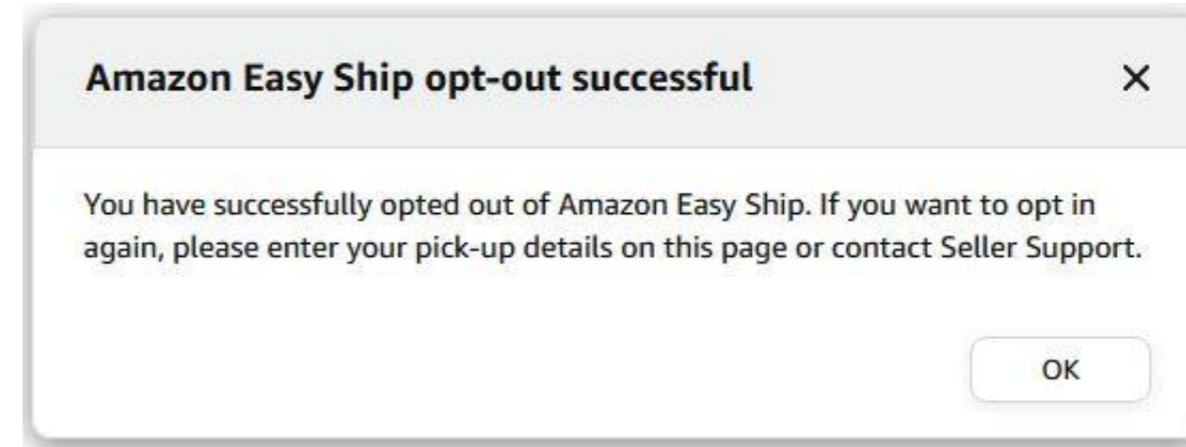 Amazon Easy Ship opt-out successful
You have successfully opted out of Amazon Easy Ship. If you want to opt in
again, please enter your pick-up details on this page or contact Seller Support.
OK